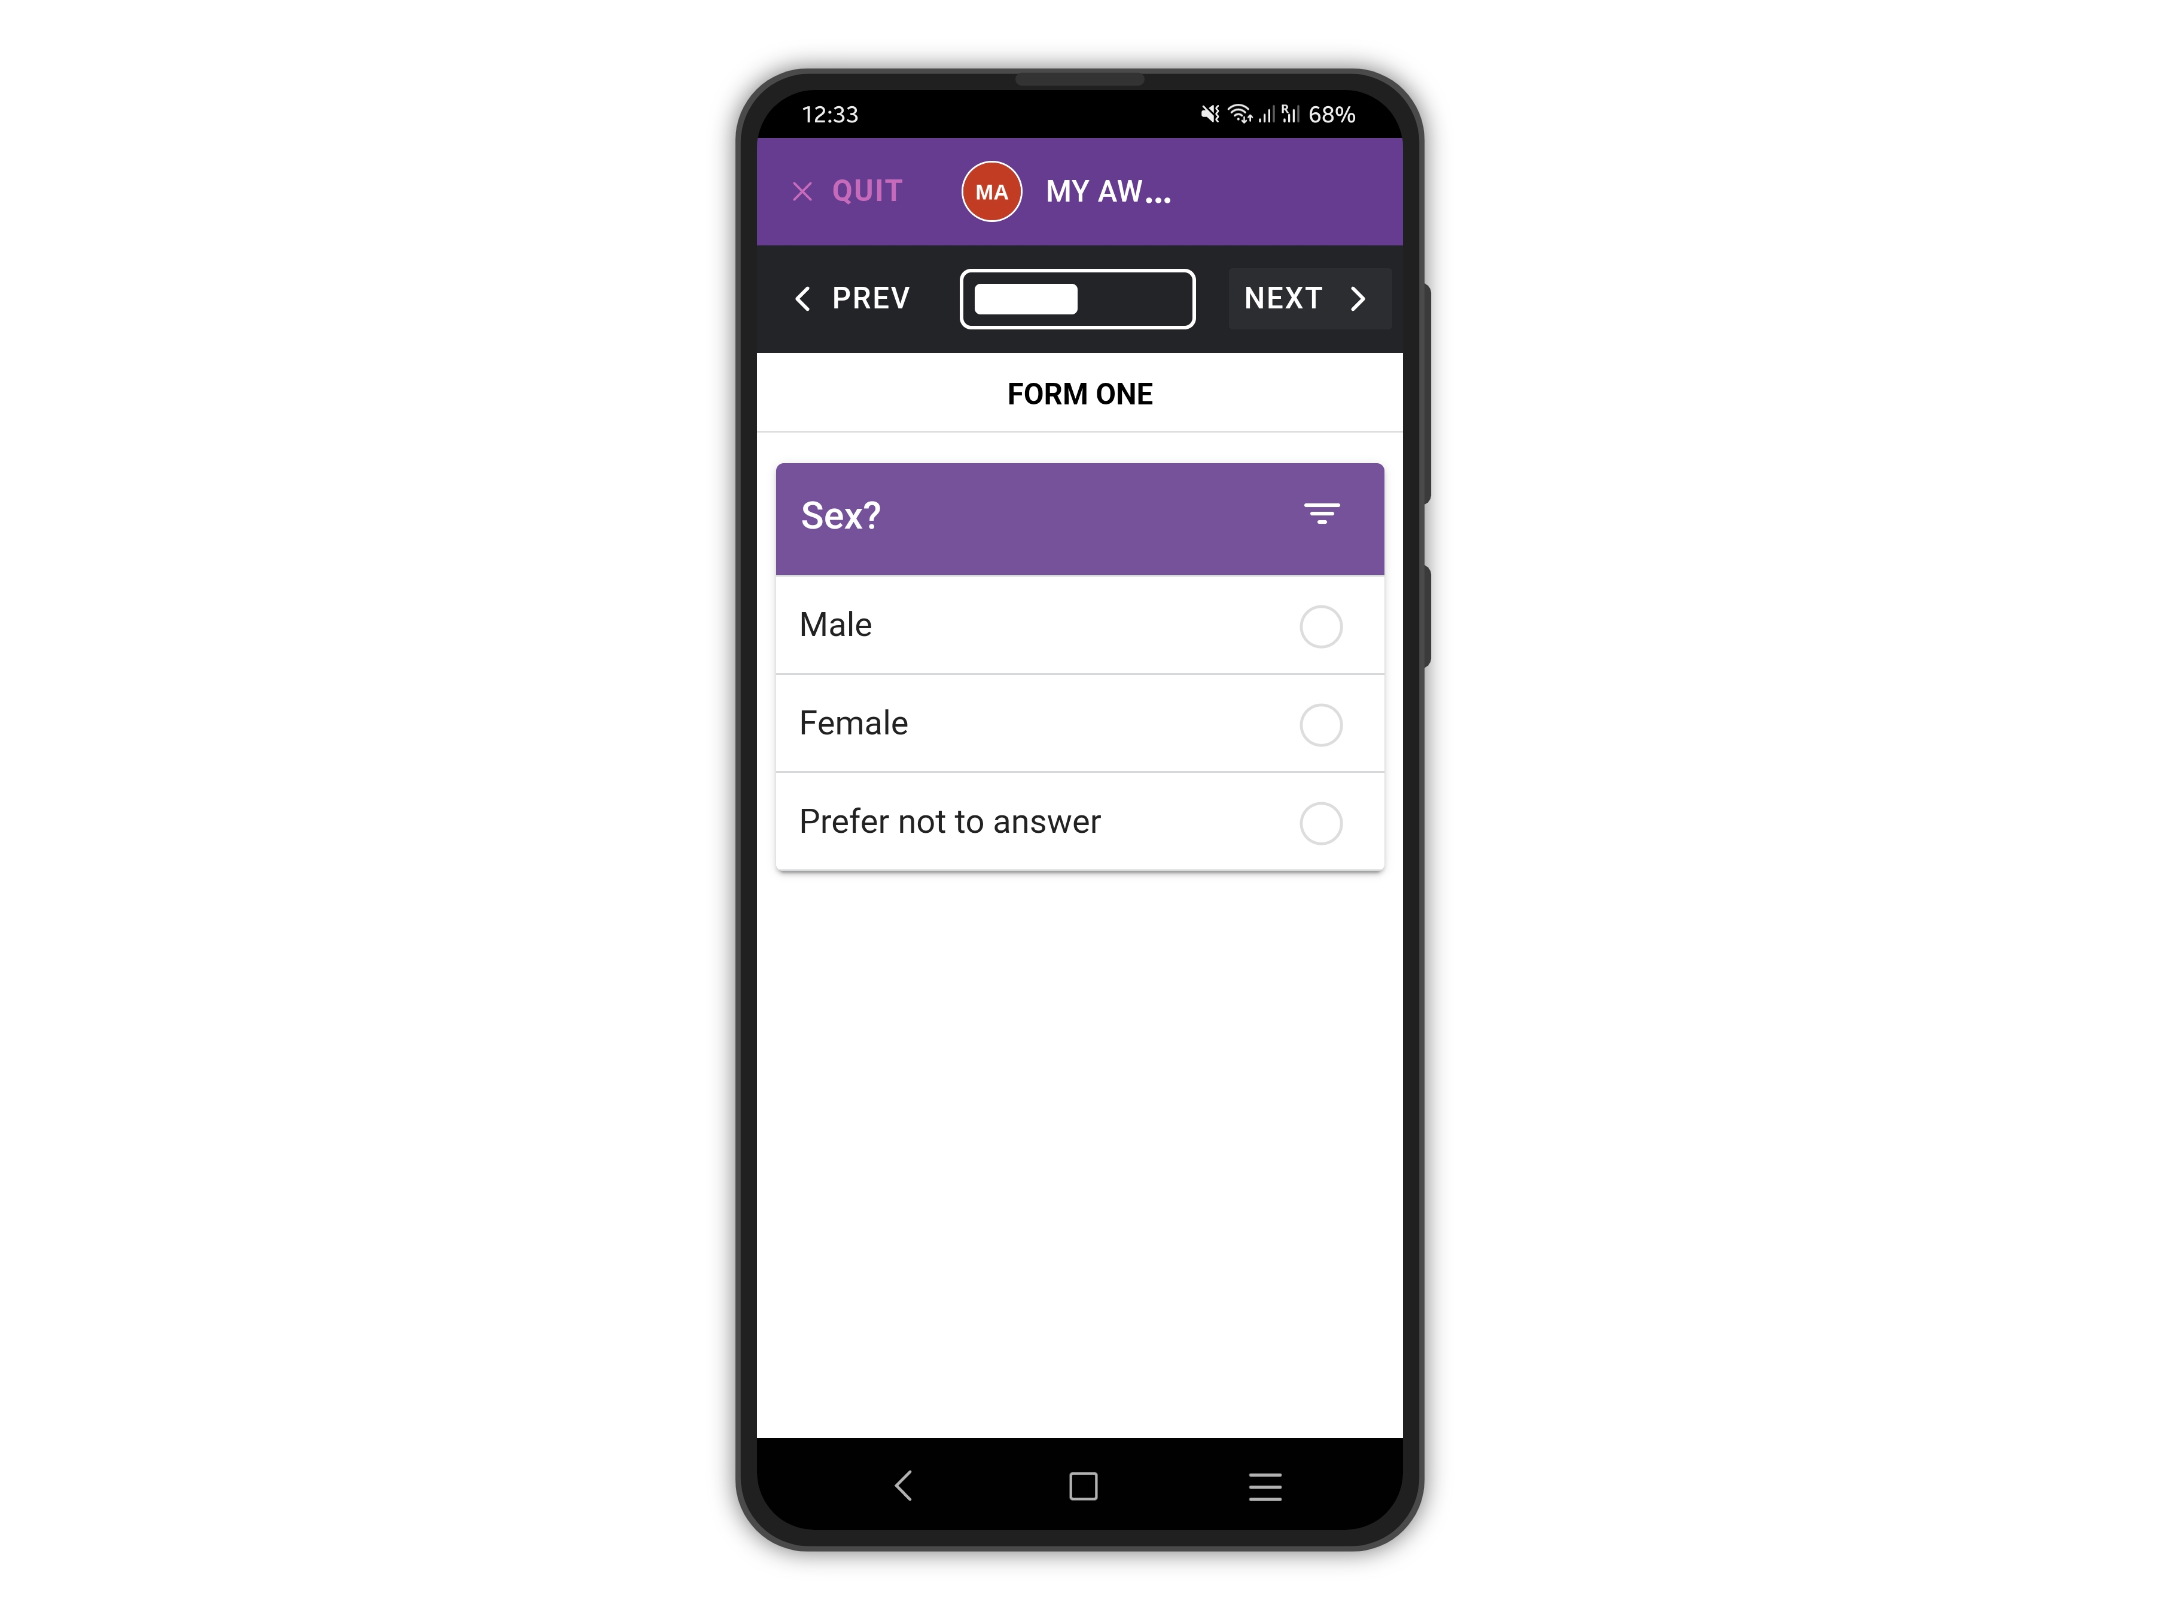 12:33 R 68%
QUIT MA MY AW...
PREV NEXT
FORM ONE
Sex?
Male
Female
Prefer not to answer